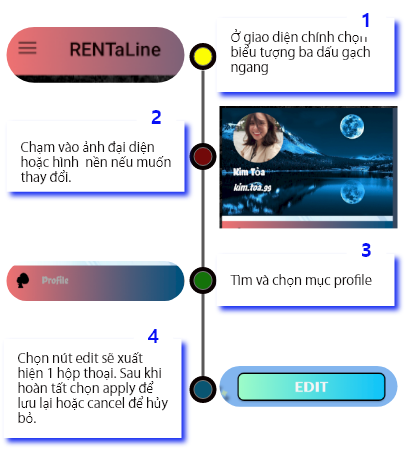 1
RENTaLine
Ở giao diện chính chọn
biểu tượng ba dấu gạch
ngang
2
Chạm vào ảnh đại diện
hoặc hình nền nếu muốn
thay đổi.
Kim Tỏa
kim.toa.99
3
Profile
Tìm và chọn mục profile
4
Chọn nút edit sẽ xuất
hiện 1 hộp thoại. Sau khi
hoàn tất chọn apply để
lưu lại hoặc cancel để hủy
bỏ.
EDIT